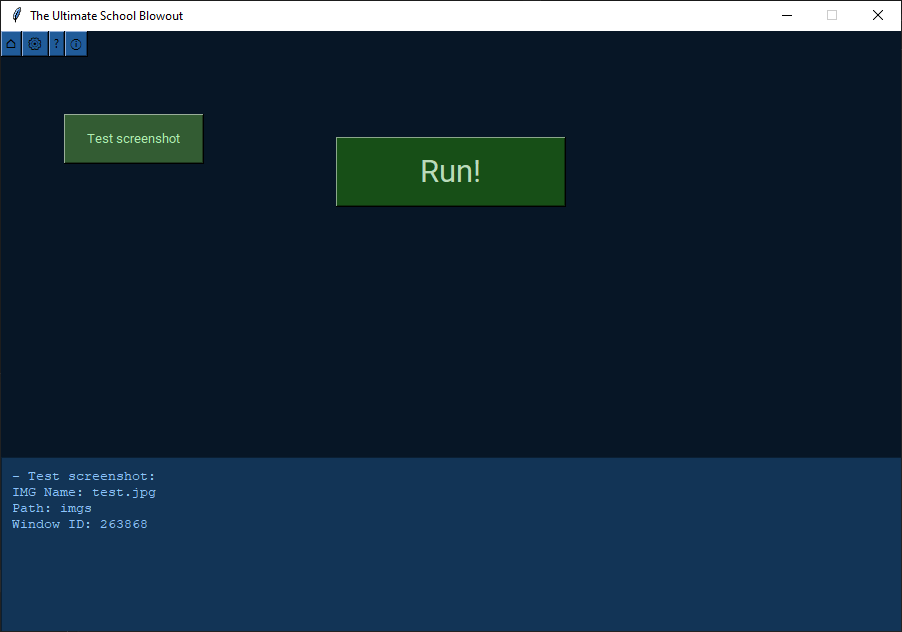 The Ultimate School Blowout
?
Test screenshot
Run!
- Test screenshot:
IMG Name: test.jpg
Path: imgs
Window ID: 263868